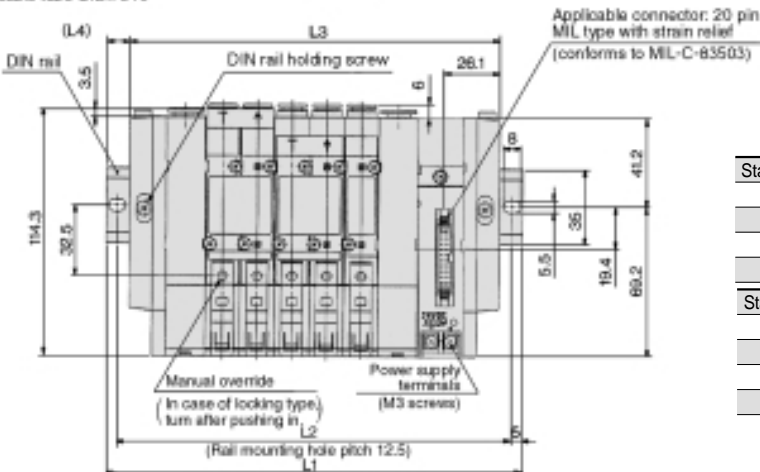 Applicable connector: 20 pin
MIL type with strain relief
(conforms to MIL-C-83503)
(L4)
L3
DIN rail
DIN rail holding screw
26.1
3.5
6
8
114.3
32.5
41.2
35
5.5
19.4
69.2
Manual override
(In case of locking type,
turn after pushing in.)
Power supply
terminals
(M3 screws)
L2
5
(Rail mounting hole pitch 12.5)
L1